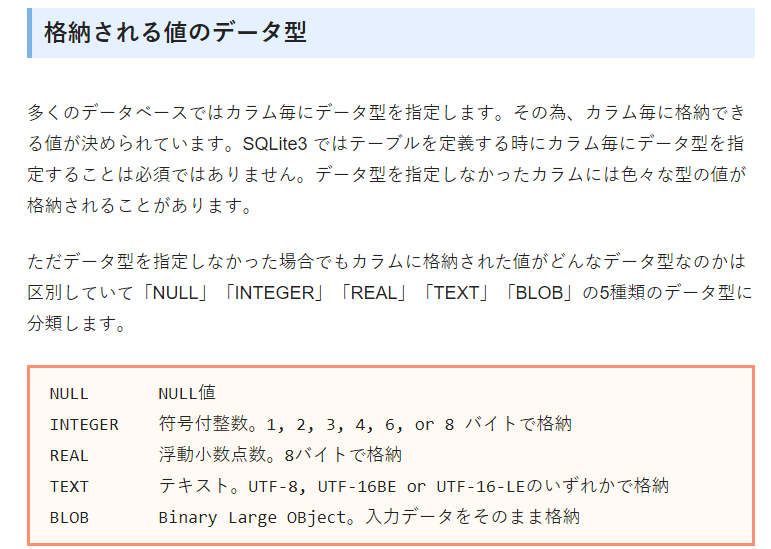 格納される値のデータ型
多くのデータベースではカラム毎にデータ型を指定します。その為、カラム毎に格納でき
る値が決められています。SQLite3 ではテーブルを定義する時にカラム毎にデータ型を指
定することは必須ではありません。データ型を指定しなかったカラムには色々な型の値が
格納されることがあります。
ただデータ型を指定しなかった場合でもカラムに格納された値がどんなデータ型なのかは
区別していて「NULL」「INTEGER」「REAL」「TEXT」「BLOB」の5種類のデータ型に
分類します。
NULL NULL値
INTEGER 符号付整数。1, 2, 3, 4, 6, or 8 バイトで格納
REAL 浮動小数点数。8バイトで格納
TEXT テキスト。UTF-8, UTF-16BE or UTF-16-LEのいずれかで格納
BLOB Binary Large OBject。入力データをそのまま格納